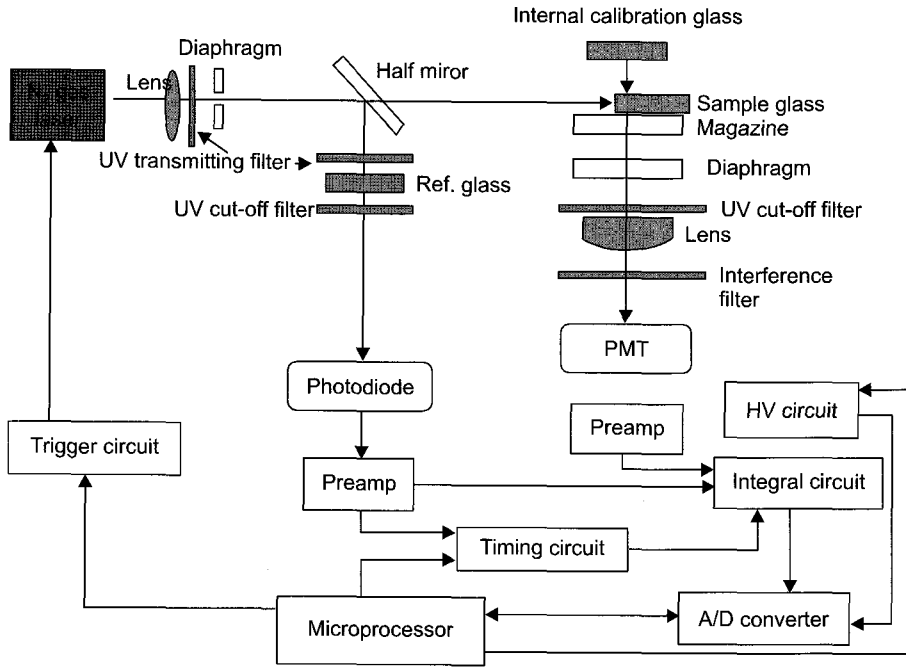 Internal calibration glass
Diaphragm
Half miror
Lens
Sample glass
Magazine
UV transmitting filter
Diaphragm
Ref. glass
UV cut-off filter
UV cut-off filter
Lens
Interference
filter
PMT
Photodiode
HV circuit
Preamp
Trigger circuit
Preamp
Integral circuit
Timing circuit
A/D converter
Microprocessor